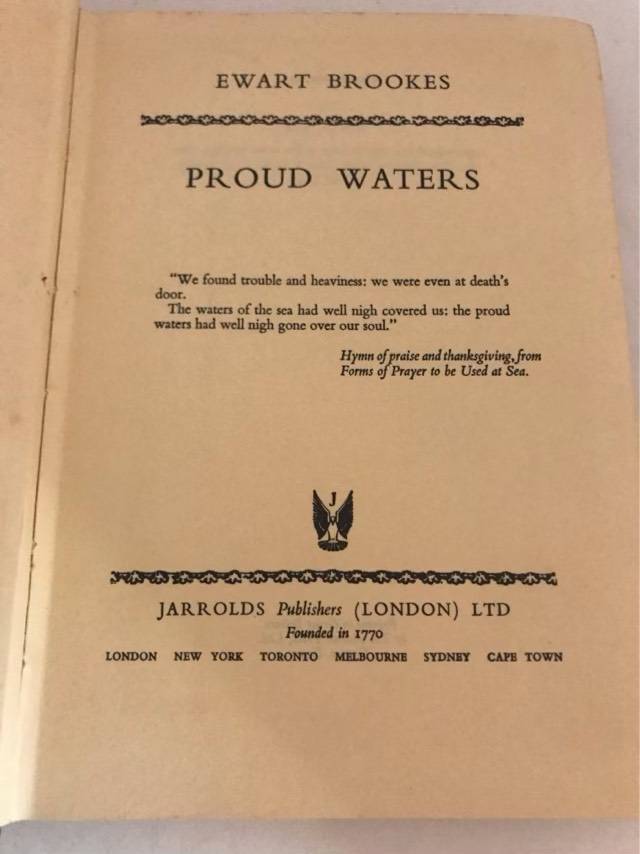 EWART BROOKES
PROUD WATERS
"We found trouble and heaviness: we were even at death's
door.
The waters of the sea had well nigh covered us: the proud
waters had well nigh gone over our soul."
Hymn of praise and thanksgiving, from
Forms of Prayer to be Used at Sea.
J
JARROLDS Publishers (LONDON) LTD
Founded in 1770
LONDON NEW YORK TORONTO MELBOURNE SYDNEY CAPE TOWN